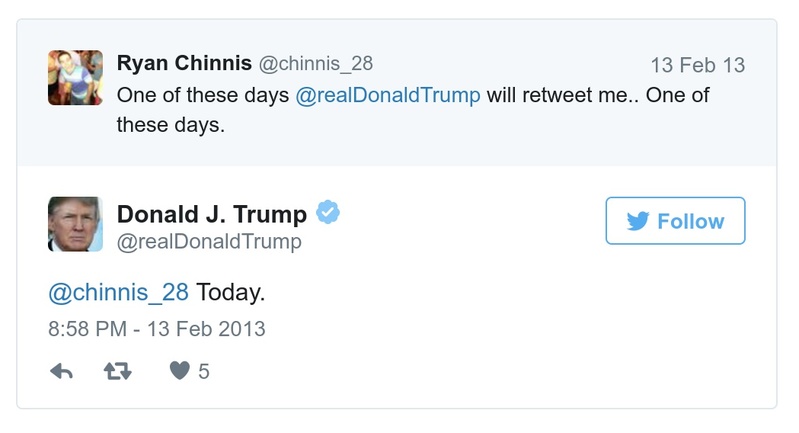 Ryan Chinnis @chinnis_28 13 Feb 13
One of these days @realDonaldTrump will retweet me.. One of
these days.
Donald J. Trump
@realDonaldTrump
Follow
@chinnis_28 Today.
8:58 PM - 13 Feb 2013
5